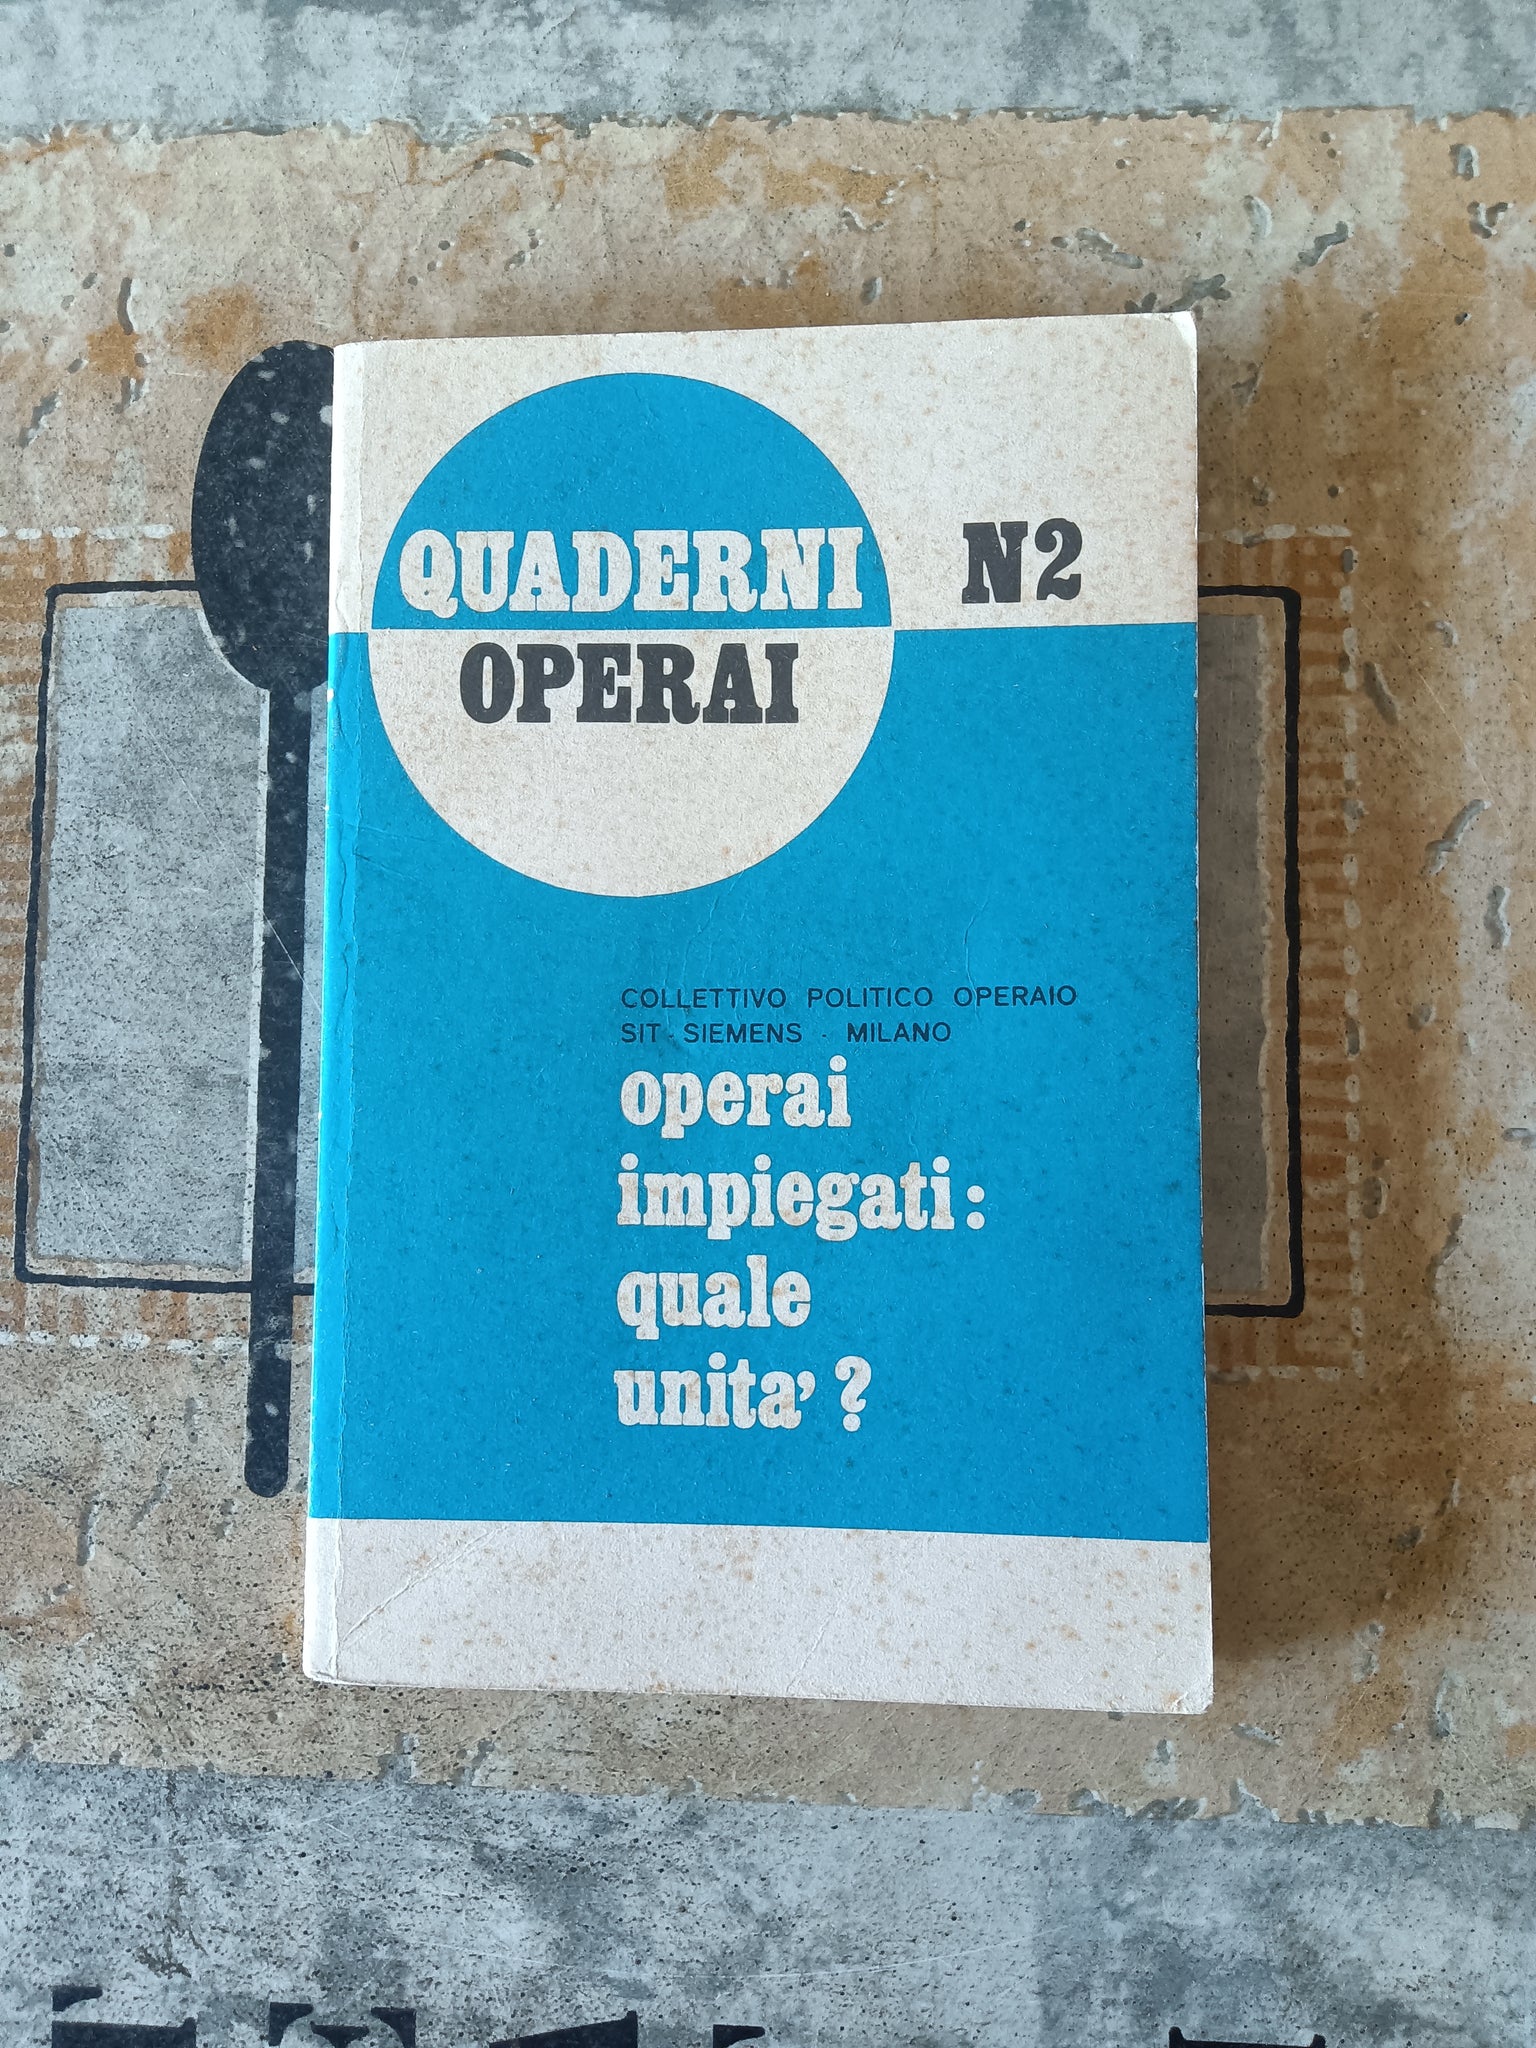 QUADERNI
OPERAI
N2
COLLETTIVO POLITICO OPERAIO
SIT - SIEMENS - MILANO
operai
impiegati:
quale
unita' ?